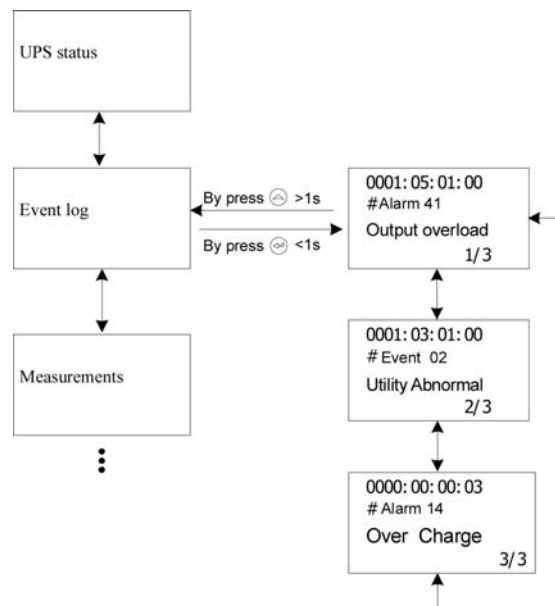 UPS status
Event log
Measurements
By press >1s
By press <1s
0001:05:01:00
#Alarm 41
Output overload
1/3
0001:03:01:00
# Event 02
Utility Abnormal
2/3
0000:00:00:03
# Alarm 14
Over Charge
3/3